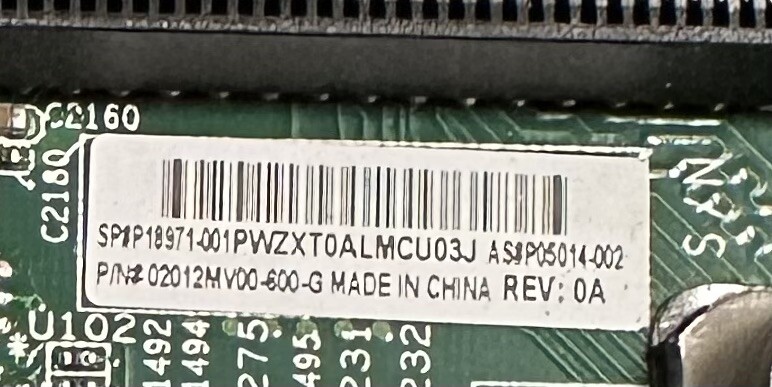 C2160
C2180
SP#P18971-001PWZXT0ALMCU03J AS#P05014-002
P/N# 02012MV00-600-G MADE IN CHINA REV: 0A
U102
*
1492
1494
275
495
231
232